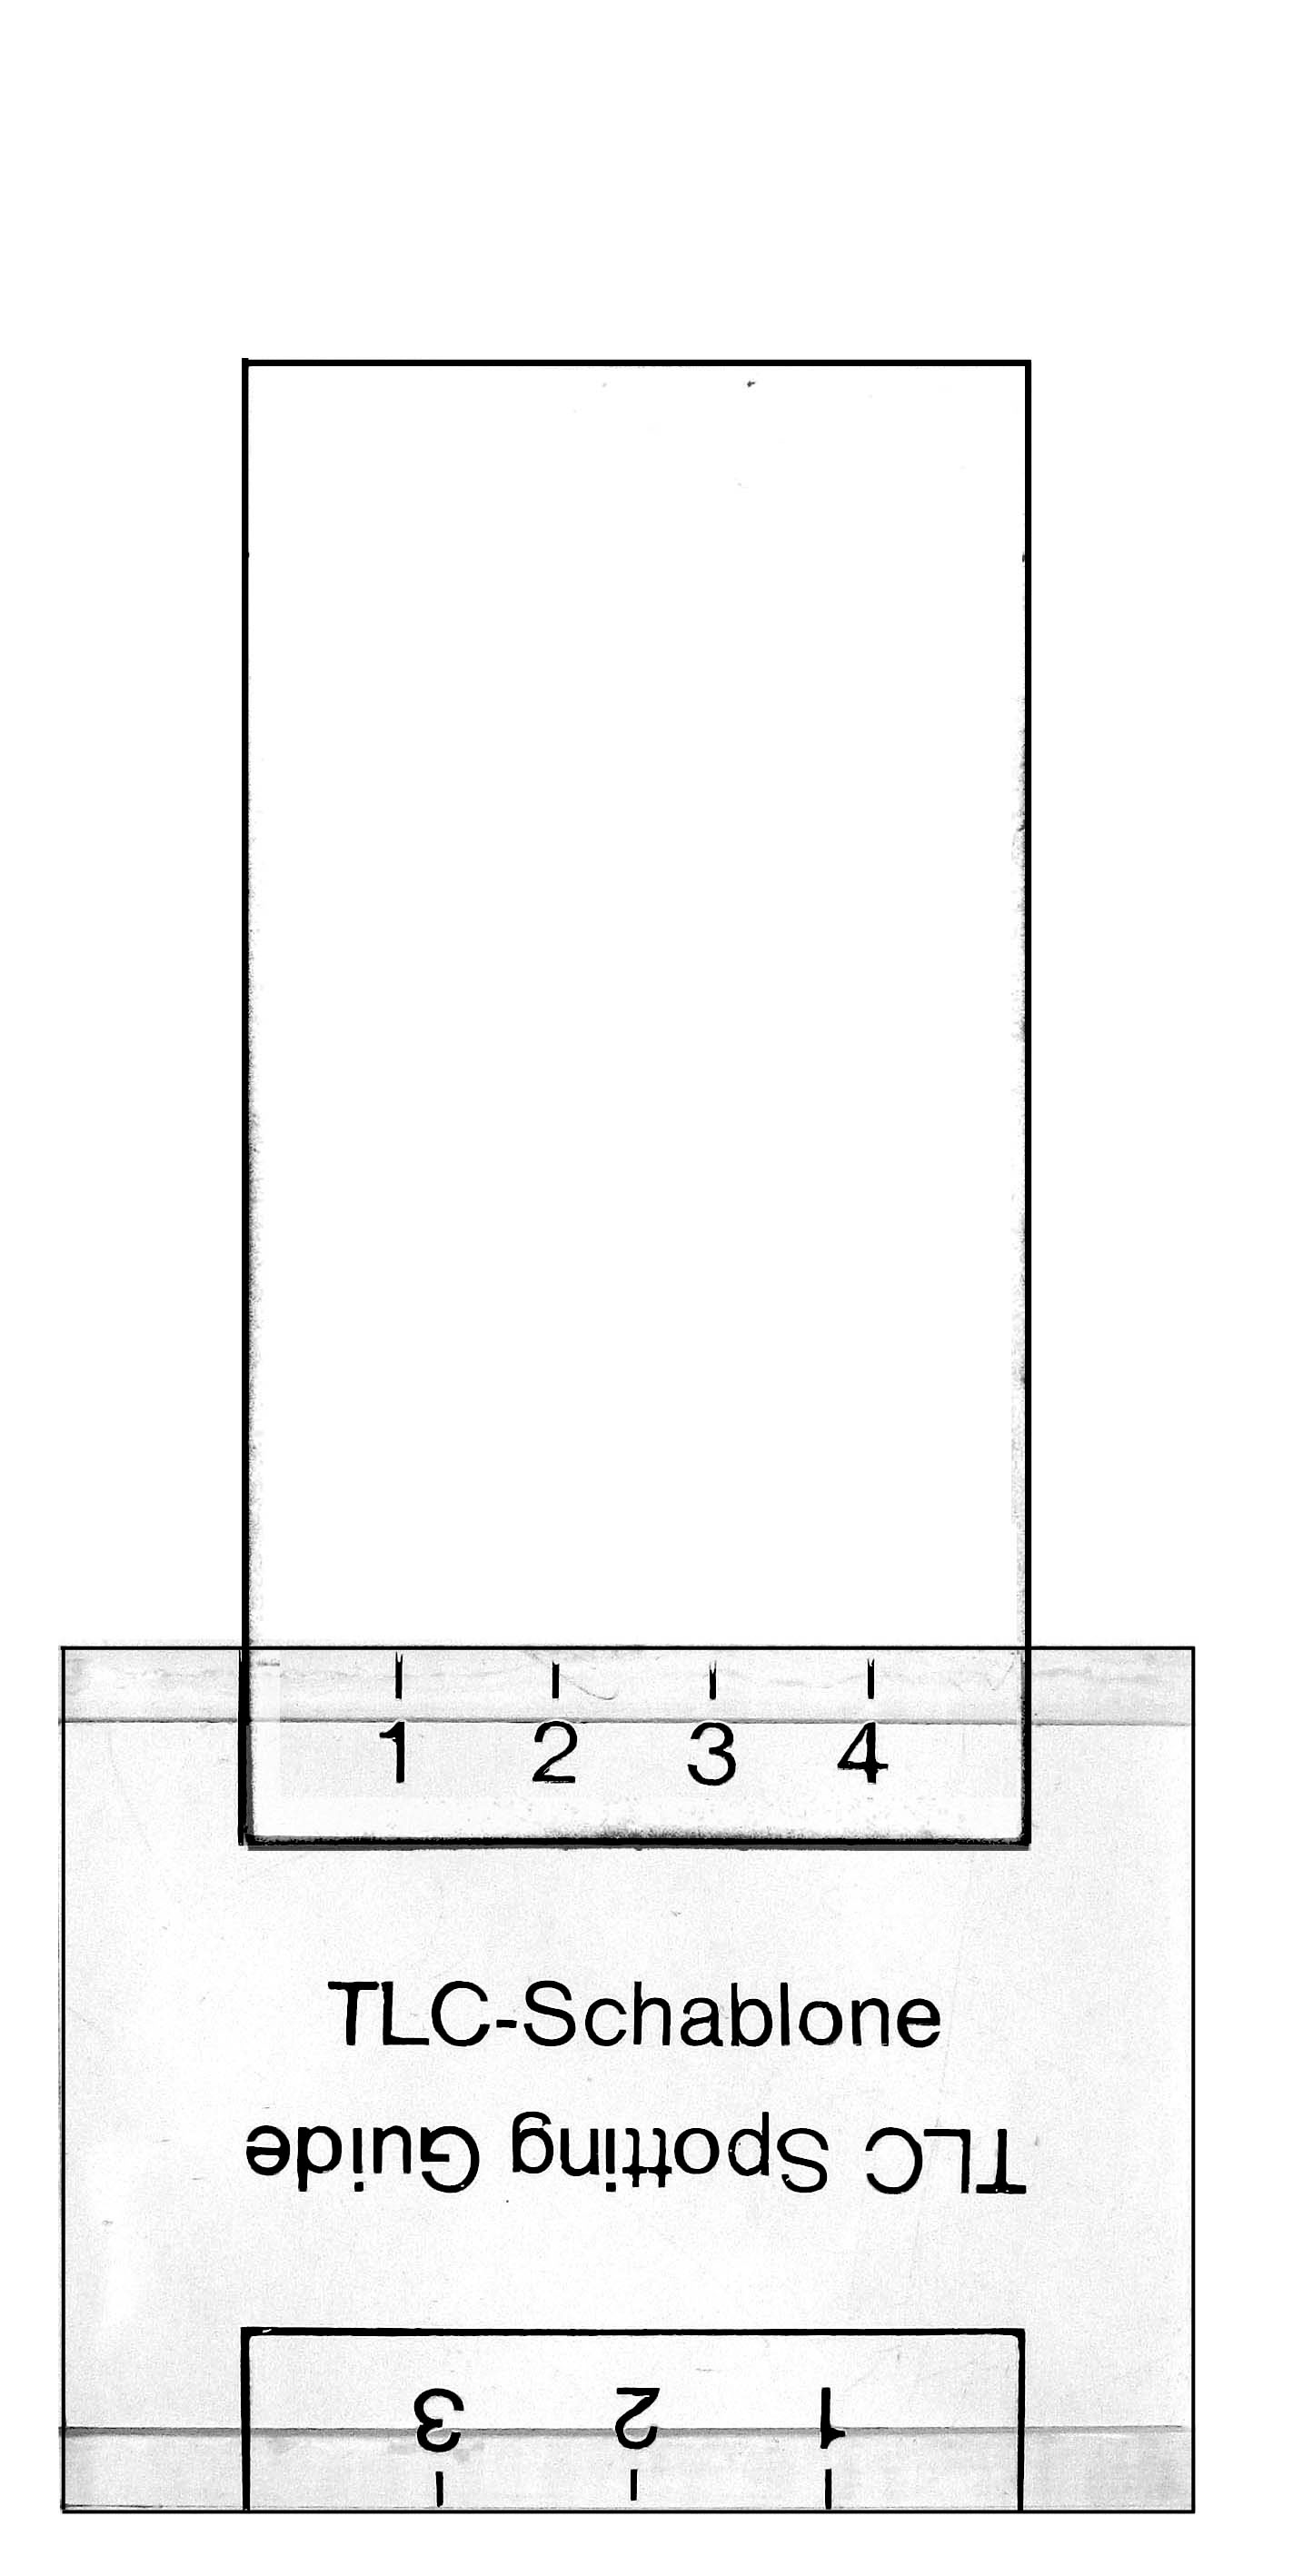 1 2 3 4
TLC-Schablone
TLC Spotting Guide
1 2 3